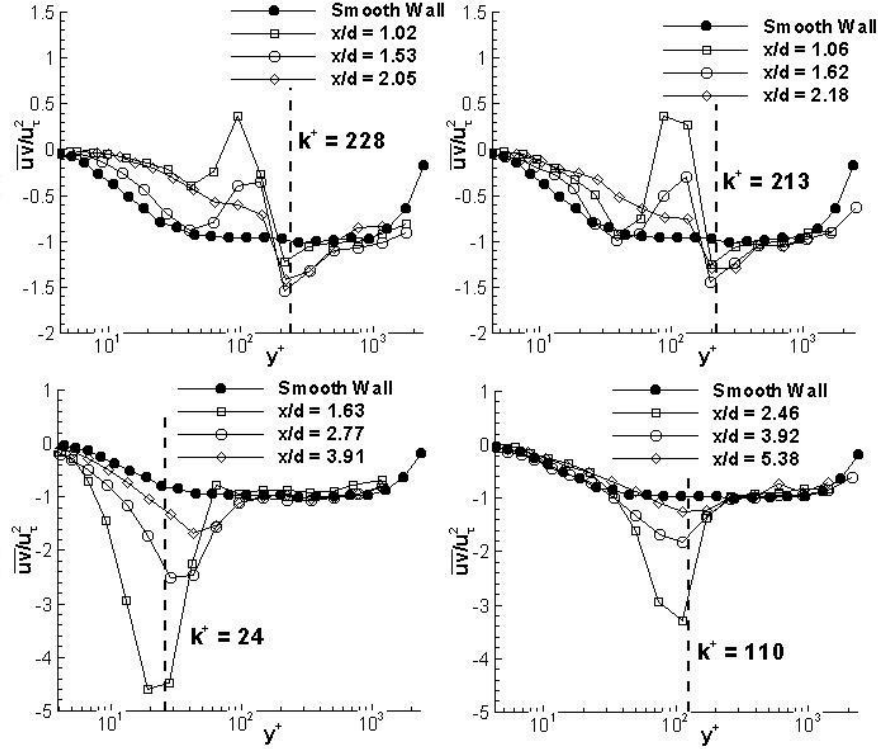 1.5
1
0.5
0
-0.5
-1
-1.5
-2
uv/u²τ
Smooth Wall
x/d = 1.02
x/d = 1.53
x/d = 2.05
k⁺ = 228
10¹
10²
10³
y⁺
1.5
1
0.5
0
-0.5
-1
-1.5
-2
uv/u²τ
Smooth Wall
x/d = 1.06
x/d = 1.62
x/d = 2.18
k⁺ = 213
10¹
10²
10³
y⁺
1
0
-1
-2
-3
-4
-5
uv/u²τ
Smooth Wall
x/d = 1.63
x/d = 2.77
x/d = 3.91
k⁺ = 24
10¹
10²
10³
y⁺
1
0
-1
-2
-3
-4
-5
uv/u²τ
Smooth Wall
x/d = 2.46
x/d = 3.92
x/d = 5.38
k⁺ = 110
10¹
10²
10³
y⁺